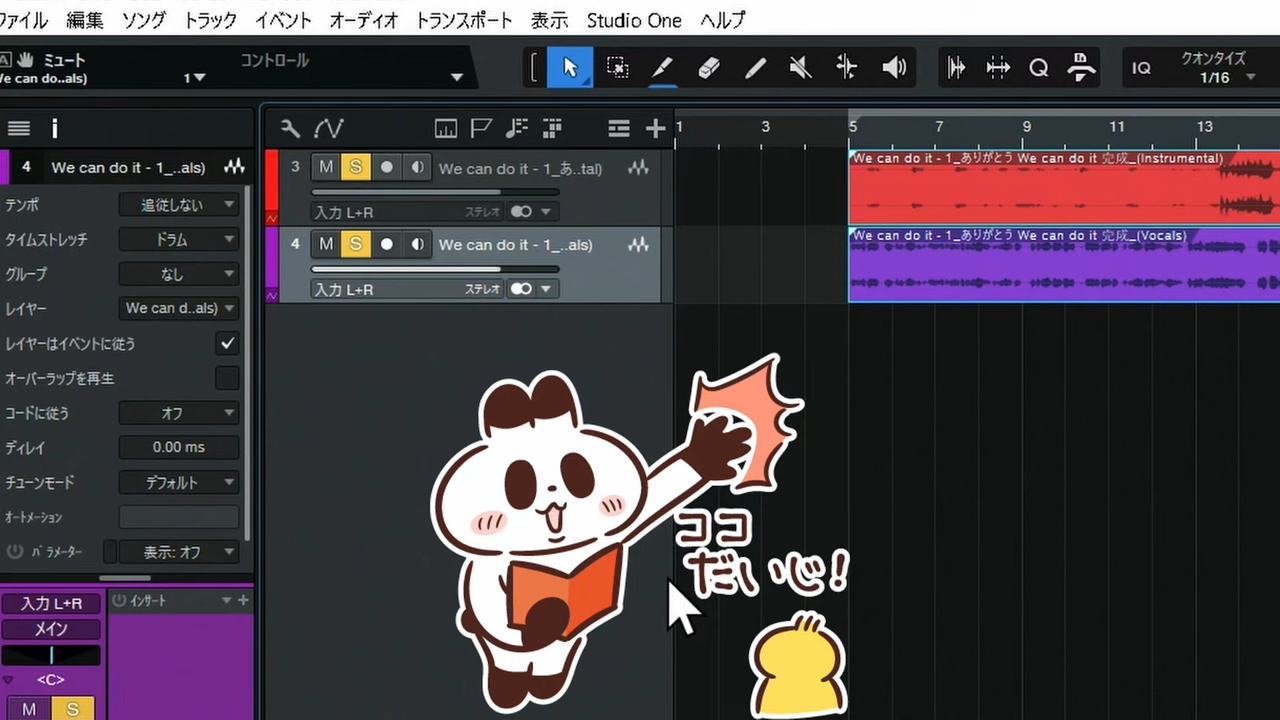 ファイル 編集 ソング トラック イベント オーディオ トランスポート 表示 Studio One ヘルプ
A ミュート コントロール
We can do..als) 1
IQ クオンタイズ
1/16
i
1 3 5 7 9 11 13
4 We can do it - 1_..als)
3 M S We can do it - 1_あ..tal)
入力 L+R ステレオ
We can do it - 1_ありがとう We can do it 完成_(Instrumental)
4 M S We can do it - 1_...als)
入力 L+R ステレオ
We can do it - 1_ありがとう We can do it 完成_(Vocals)
テンポ 追従しない
タイムストレッチ ドラム
グループ なし
レイヤー We can d..als)
レイヤーはイベントに従う
オーバーラップを再生
コードに従う オフ
ディレイ 0.00 ms
チューンモード デフォルト
オートメーション
パラメーター 表示: オフ
入力 L+R インサート
メイン
<C>
M S
ココ
だいじ!